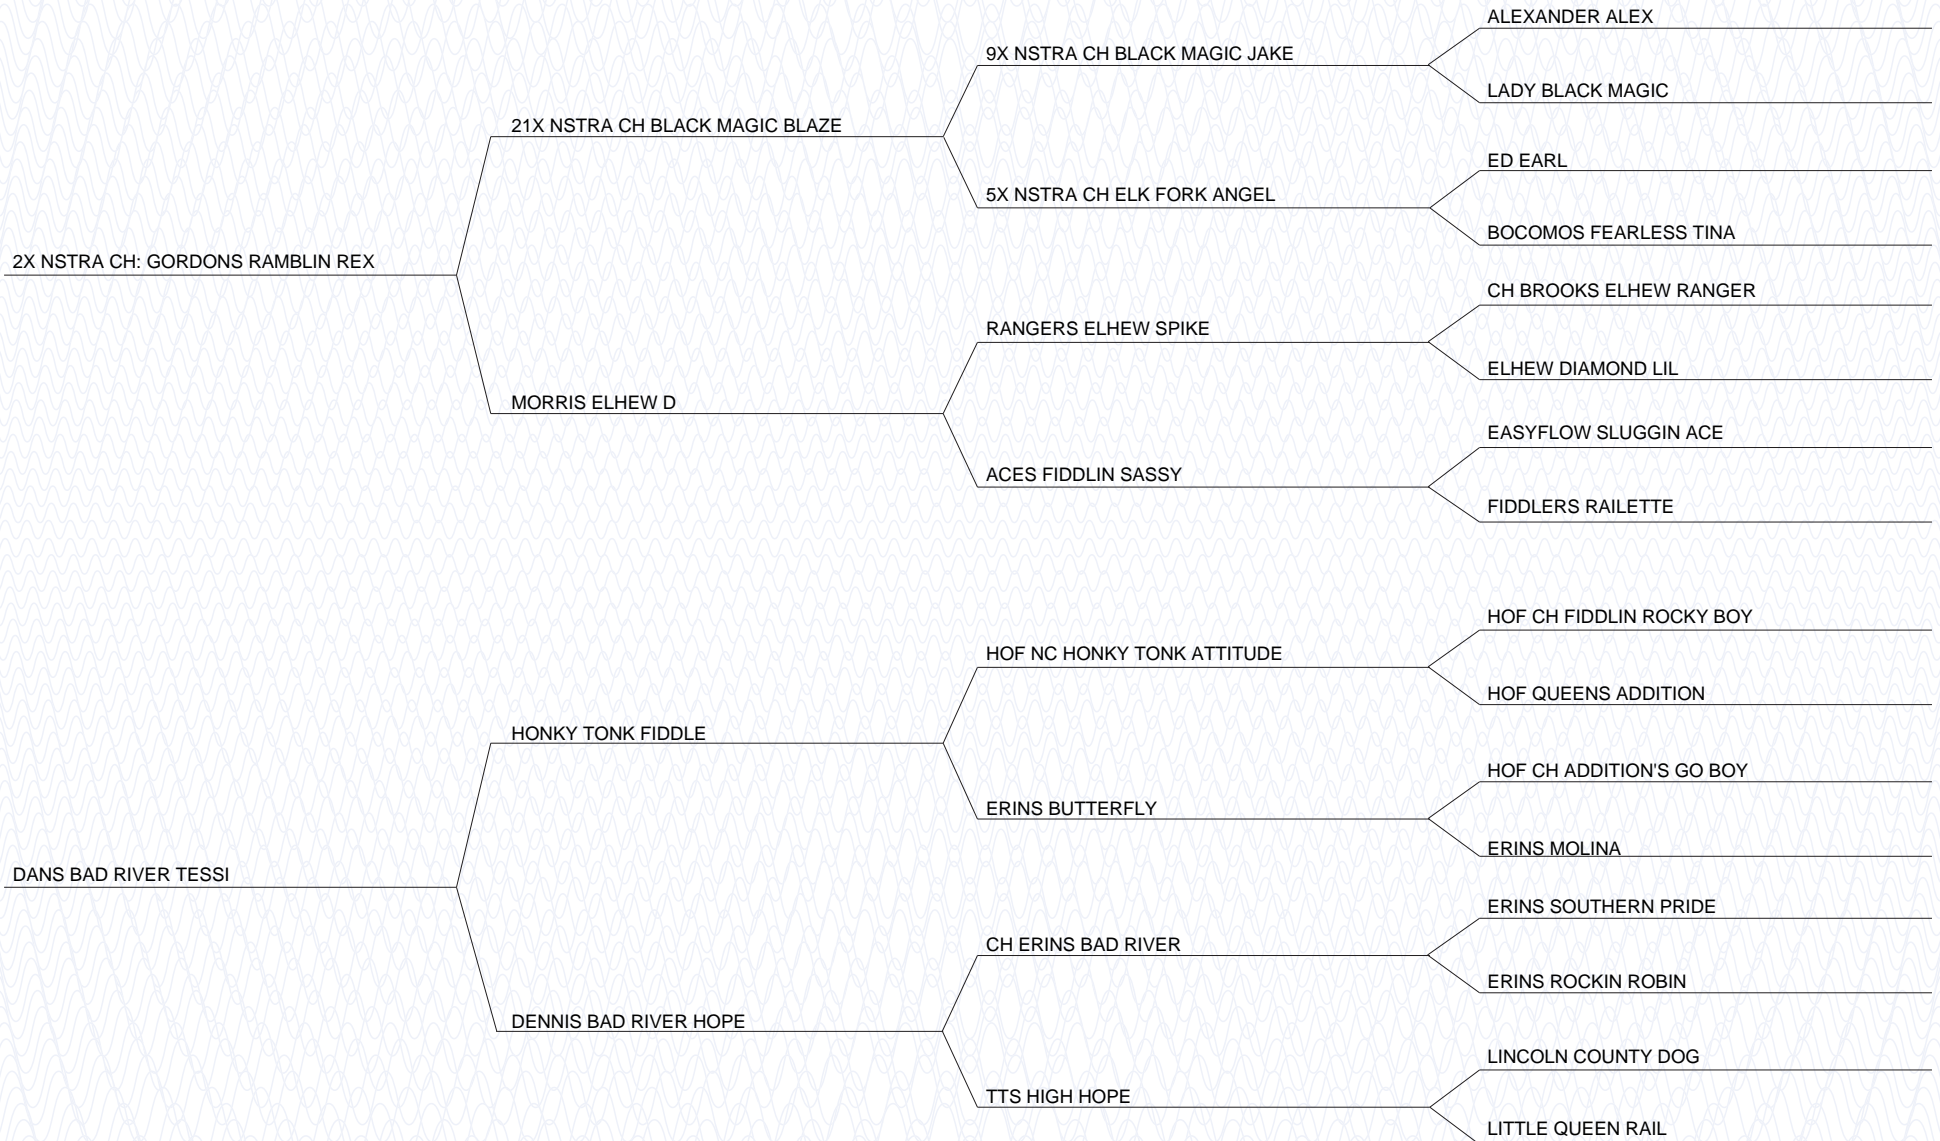 ALEXANDER ALEX
9X NSTRA CH BLACK MAGIC JAKE
LADY BLACK MAGIC
21X NSTRA CH BLACK MAGIC BLAZE
ED EARL
5X NSTRA CH ELK FORK ANGEL
BOCOMOS FEARLESS TINA
2X NSTRA CH: GORDONS RAMBLIN REX
CH BROOKS ELHEW RANGER
RANGERS ELHEW SPIKE
ELHEW DIAMOND LIL
MORRIS ELHEW D
EASYFLOW SLUGGIN ACE
ACES FIDDLIN SASSY
FIDDLERS RAILETTE
HOF CH FIDDLIN ROCKY BOY
HOF NC HONKY TONK ATTITUDE
HOF QUEENS ADDITION
HONKY TONK FIDDLE
HOF CH ADDITION'S GO BOY
ERINS BUTTERFLY
ERINS MOLINA
DANS BAD RIVER TESSI
ERINS SOUTHERN PRIDE
CH ERINS BAD RIVER
ERINS ROCKIN ROBIN
DENNIS BAD RIVER HOPE
LINCOLN COUNTY DOG
TTS HIGH HOPE
LITTLE QUEEN RAIL